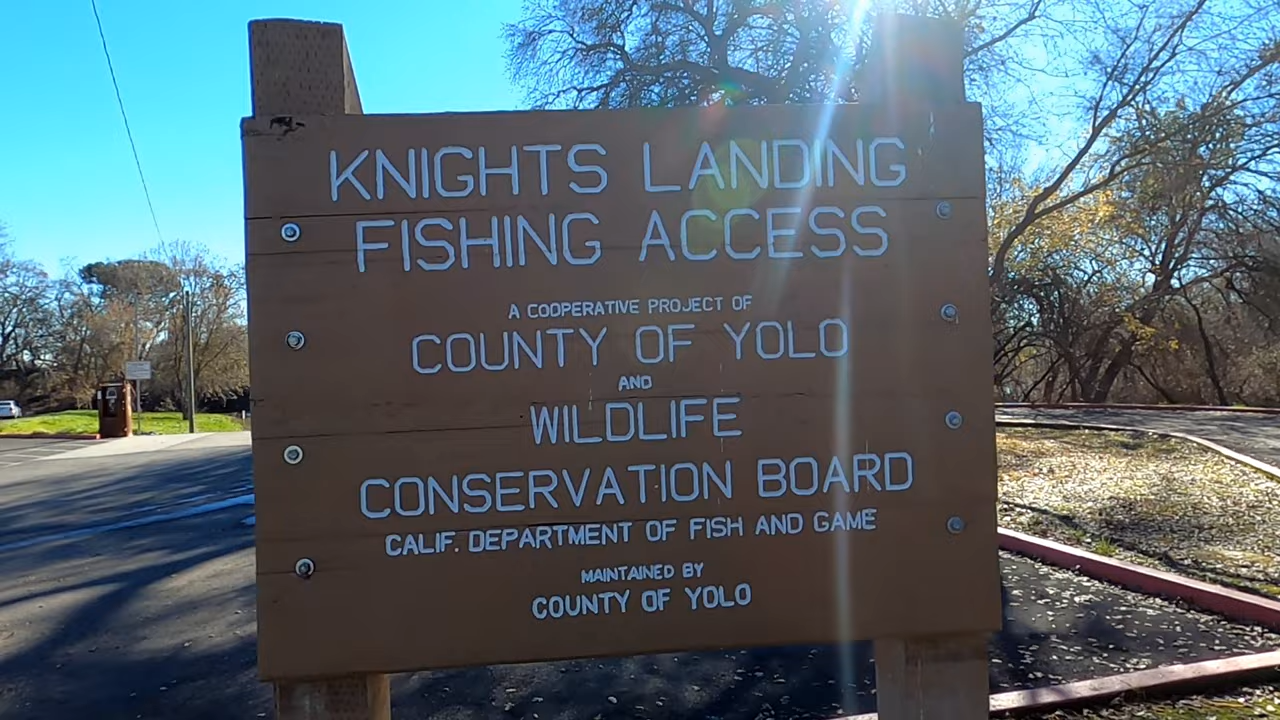 KNIGHTS LANDING
FISHING ACCESS
A COOPERATIVE PROJECT OF
COUNTY OF YOLO
AND
WILDLIFE
CONSERVATION BOARD
CALIF. DEPARTMENT OF FISH AND GAME
MAINTAINED BY
COUNTY OF YOLO